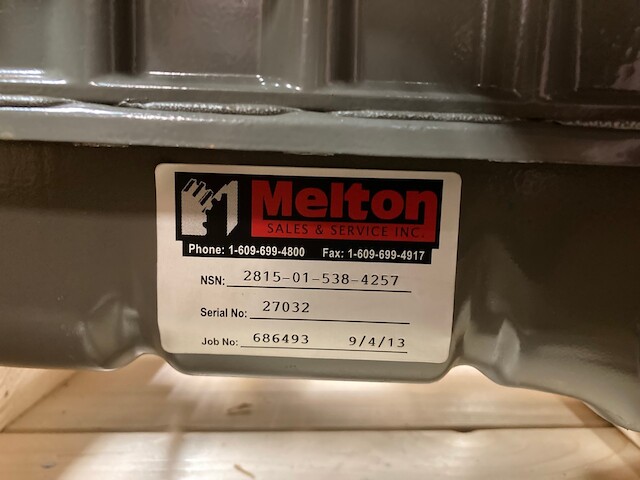 Melton
SALES & SERVICE INC.
Phone: 1-609-699-4800 Fax: 1-609-699-4917
NSN: 2815-01-538-4257
Serial No: 27032
Job No: 686493 9/4/13